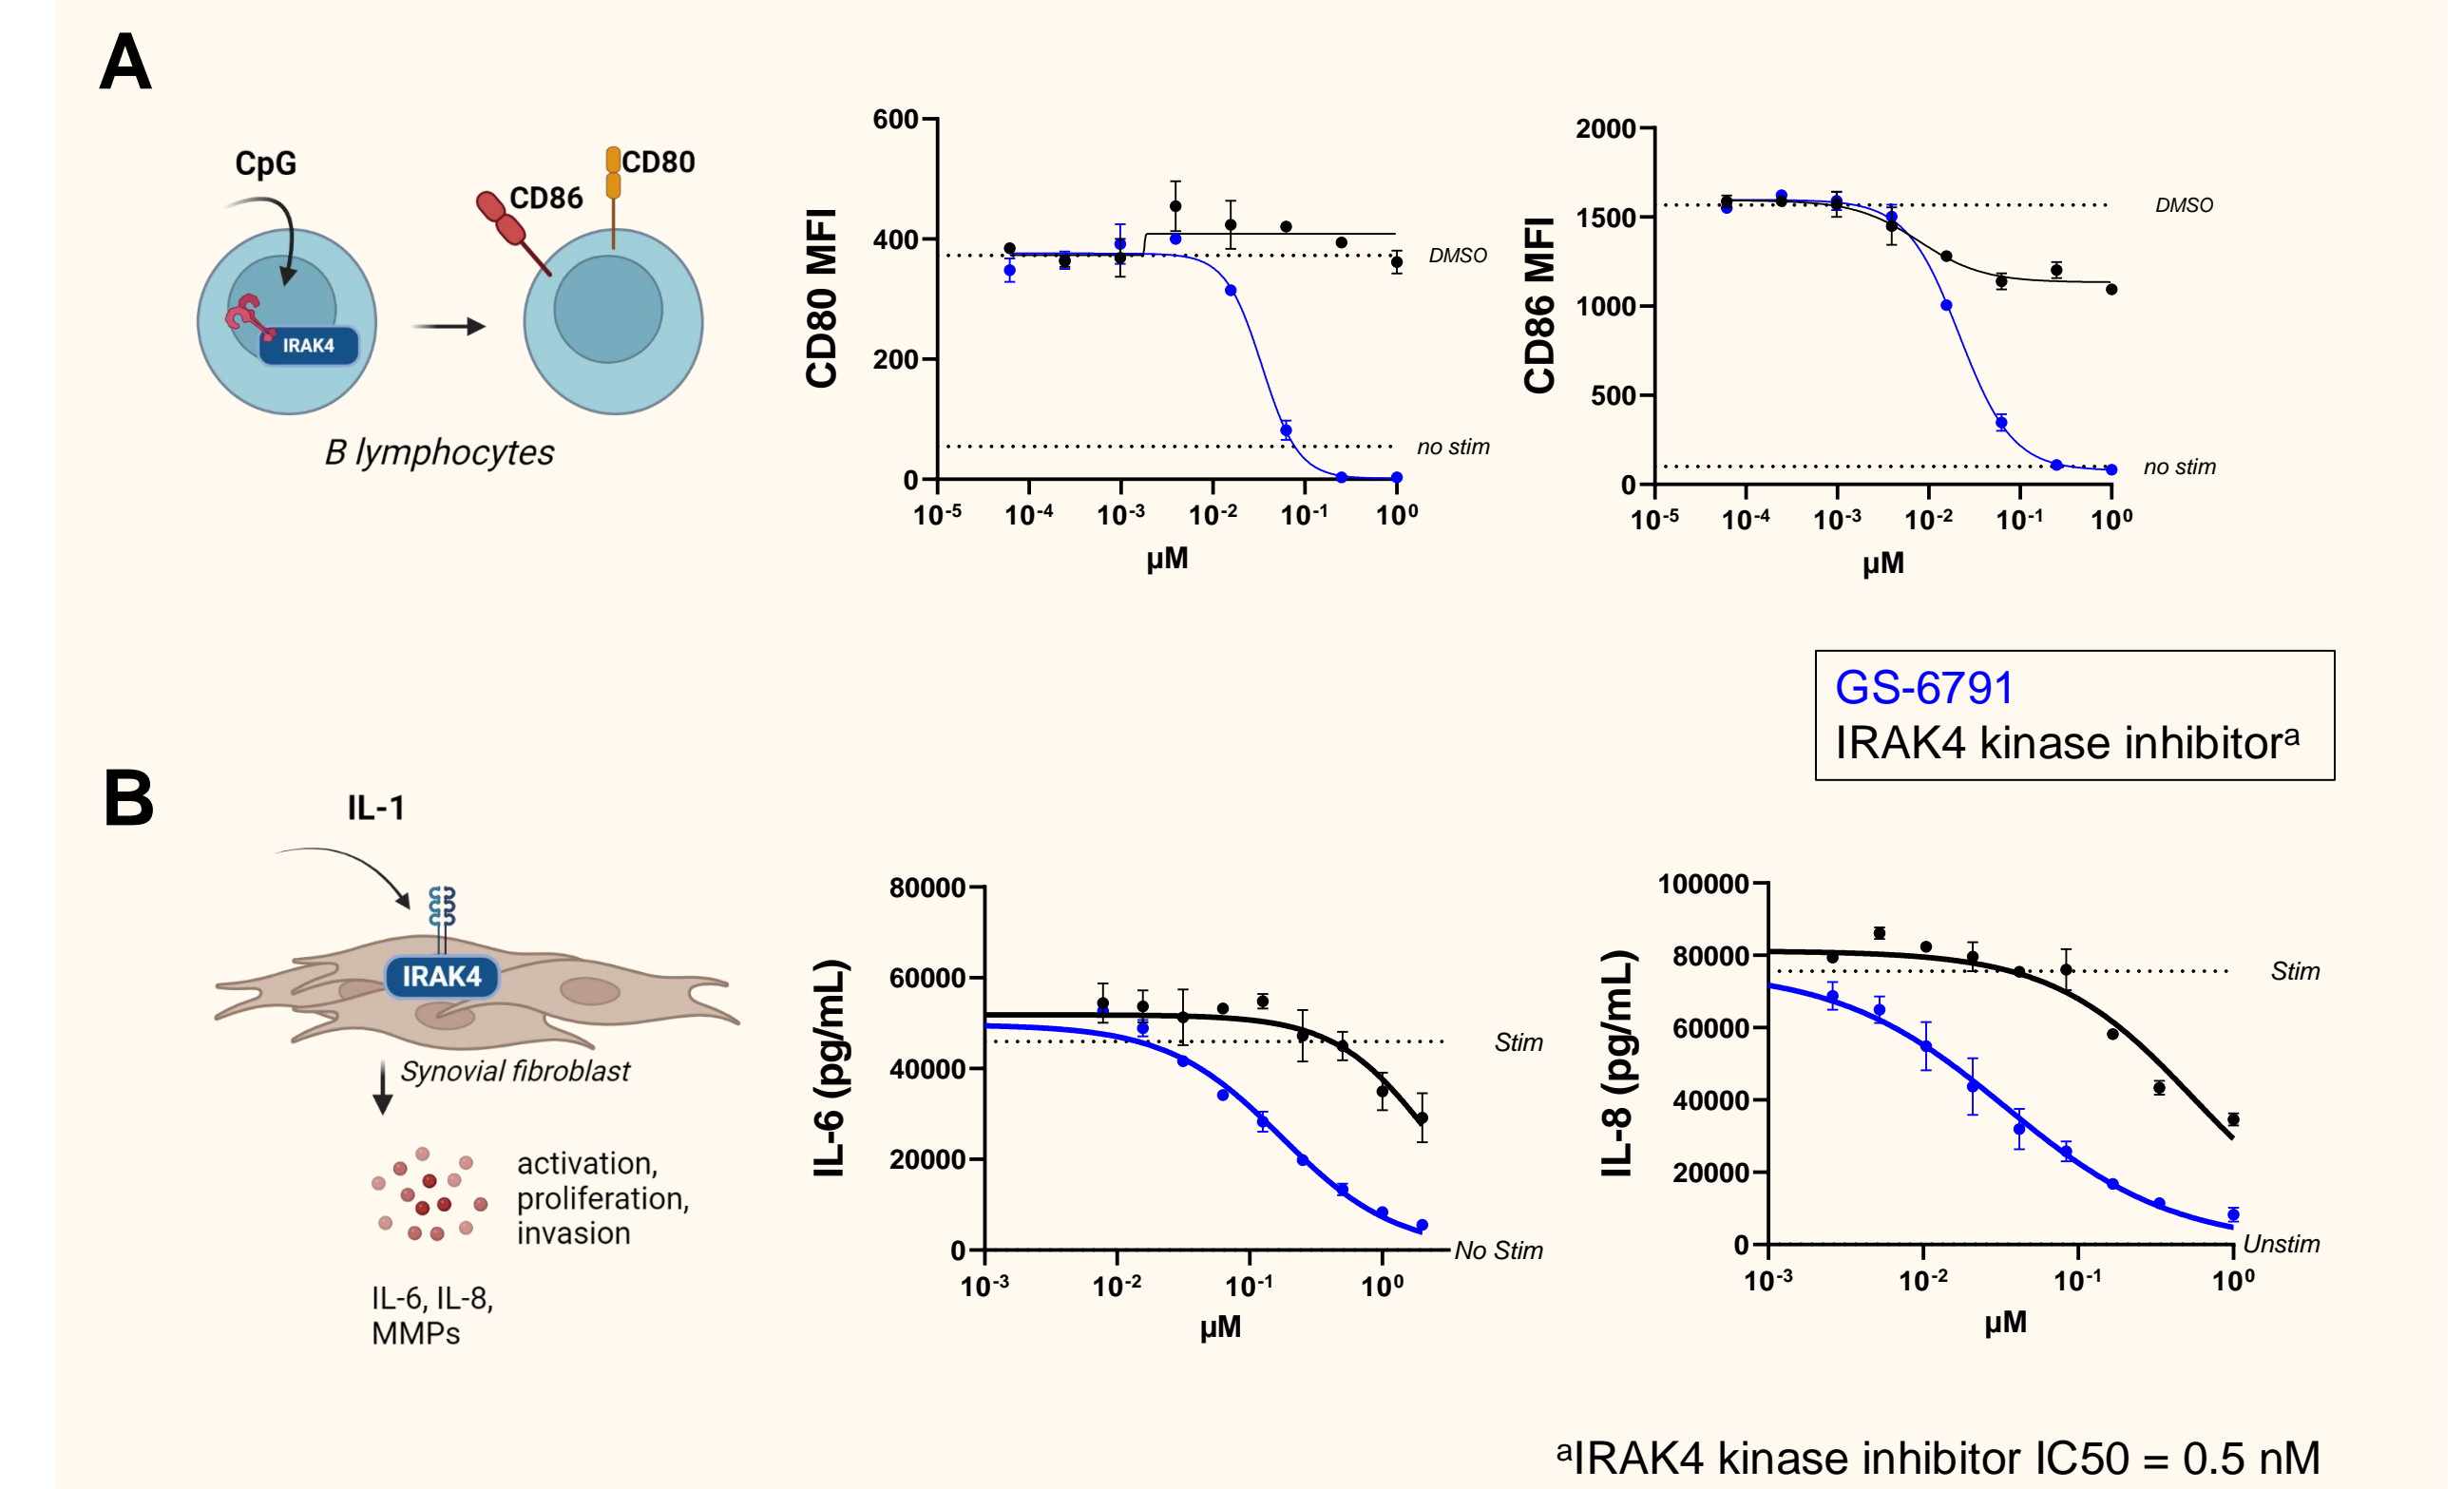 A
CpG
CD86
CD80
IRAK4
B lymphocytes
CD80 MFI
600
400
200
0
DMSO
no stim
10-5
10-4
10-3
10-2
10-1
100
µM
CD86 MFI
2000
1500
1000
500
0
DMSO
no stim
10-5
10-4
10-3
10-2
10-1
100
µM
GS-6791
IRAK4 kinase inhibitorᵃ
B
IL-1
IRAK4
Synovial fibroblast
activation,
proliferation,
invasion
IL-6, IL-8,
MMPs
IL-6 (pg/mL)
80000
60000
40000
20000
0
Stim
No Stim
10-3
10-2
10-1
100
µM
IL-8 (pg/mL)
100000
80000
60000
40000
20000
0
Stim
Unstim
10-3
10-2
10-1
100
µM
ᵃIRAK4 kinase inhibitor IC50 = 0.5 nM